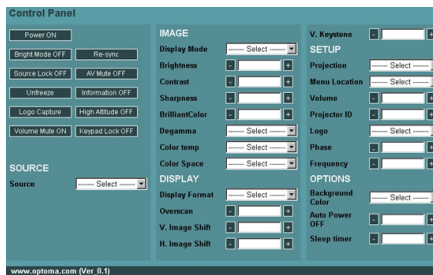 Control Panel
Power ON
Bright Mode OFF
Re-sync
Source Lock OFF
AV Mute OFF
Unfreeze
Information OFF
Logo Capture
High Altitude OFF
Volume Mute ON
Keypad Lock OFF
SOURCE
Source
------- Select -------
IMAGE
Display Mode
------- Select -------
Brightness
-
+
Contrast
-
+
Sharpness
-
+
BrilliantColor
-
+
Degamma
------- Select -------
Color temp
------- Select -------
Color Space
------- Select -------
DISPLAY
Display Format
------- Select -------
Overscan
-
+
V. Image Shift
-
+
H. Image Shift
-
+
V. Keystone
-
+
SETUP
Projection
------- Select -------
Menu Location
------- Select -------
Volume
-
+
Projector ID
-
+
Logo
------- Select -------
Phase
-
+
Frequency
-
+
OPTIONS
Background
Color
------- Select -------
Auto Power
OFF
-
+
Sleep timer
-
+
www.optoma.com (Ver_0.1)